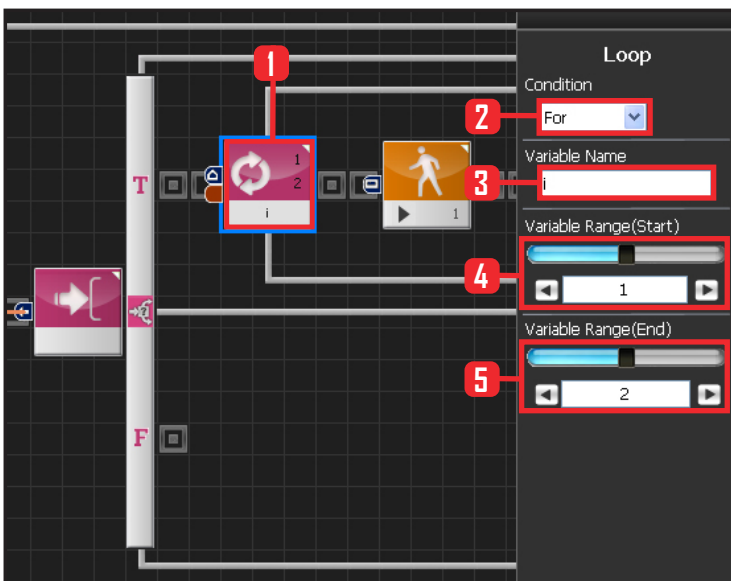 Loop
Condition
For
Variable Name
i
Variable Range(Start)
1
Variable Range(End)
2
1
2
3
4
5
T
1
2
i
1
F